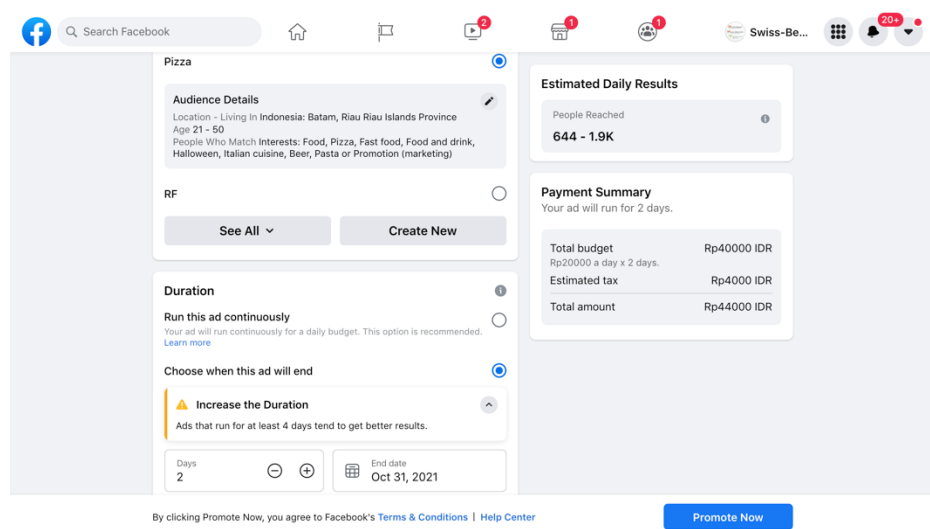 Search Facebook
2
1
1
Swiss-Be...
20+
Pizza
Audience Details
Location - Living In Indonesia: Batam, Riau Riau Islands Province
Age 21 - 50
People Who Match Interests: Food, Pizza, Fast food, Food and drink,
Halloween, Italian cuisine, Beer, Pasta or Promotion (marketing)
RF
See All
Create New
Duration
Run this ad continuously
Your ad will run continuously for a daily budget. This option is recommended.
Learn more
Choose when this ad will end
Increase the Duration
Ads that run for at least 4 days tend to get better results.
Days
2
End date
Oct 31, 2021
Estimated Daily Results
People Reached
644 - 1.9K
Payment Summary
Your ad will run for 2 days.
Total budget Rp40000 IDR
Rp20000 a day x 2 days.
Estimated tax Rp4000 IDR
Total amount Rp44000 IDR
By clicking Promote Now, you agree to Facebook's Terms & Conditions | Help Center
Promote Now